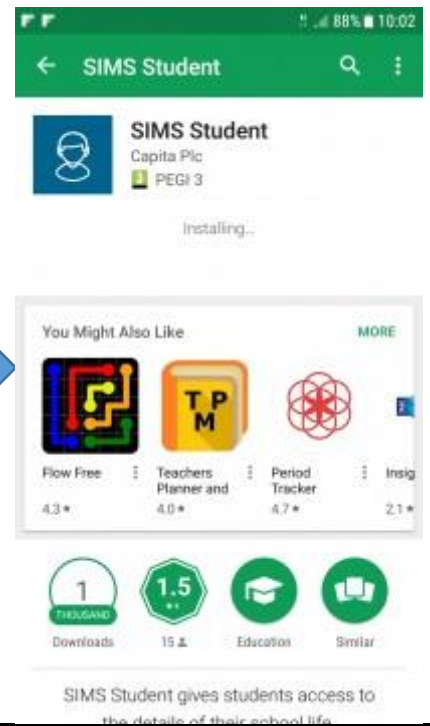 88% 10:02
SIMS Student
SIMS Student
Capita Plc
3 PEGI 3
Installing..
You Might Also Like MORE
T P
M
Flow Free Teachers Period Insig
Planner and Tracker
4.3 4.0 4.7 2.1
1 1.5
THOUSAND
Downloads 15 Education Similar
SIMS Student gives students access to
the details of their school life